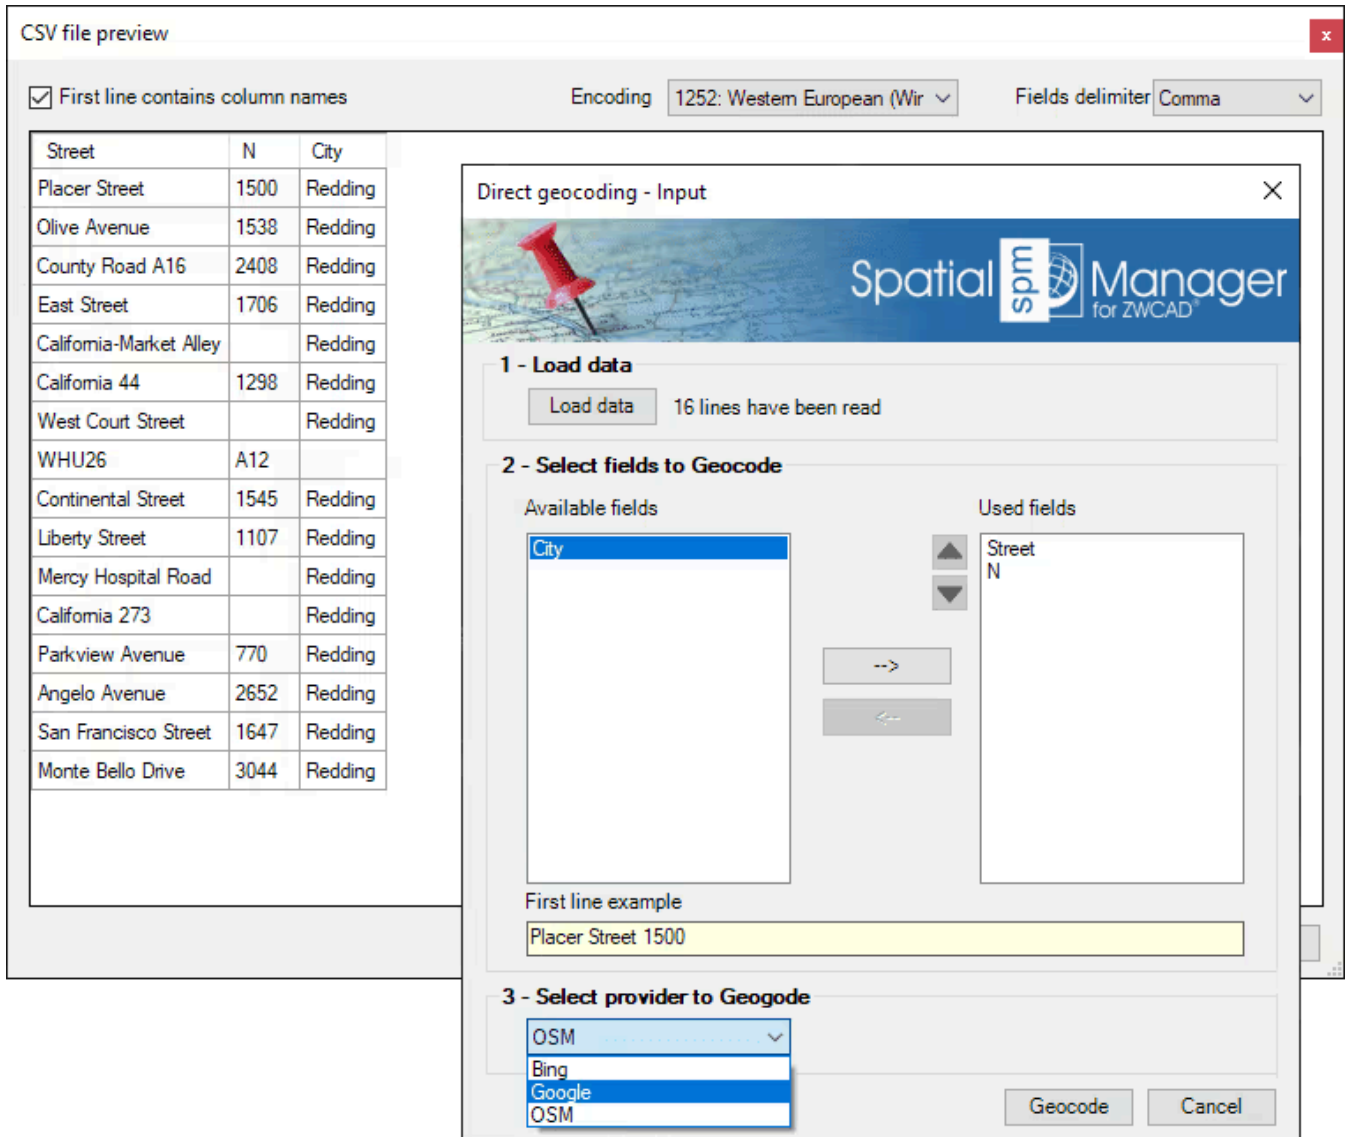 CSV file preview
x
First line contains column names
Encoding
1252: Western European (Wir
Fields delimiter
Comma
Street N City
Placer Street 1500 Redding
Olive Avenue 1538 Redding
County Road A16 2408 Redding
East Street 1706 Redding
California-Market Alley Redding
California 44 1298 Redding
West Court Street Redding
WHU26 A12
Continental Street 1545 Redding
Liberty Street 1107 Redding
Mercy Hospital Road Redding
California 273 Redding
Parkview Avenue 770 Redding
Angelo Avenue 2652 Redding
San Francisco Street 1647 Redding
Monte Bello Drive 3044 Redding
Direct geocoding - Input
Spatial spm Manager
for ZWCAD®
1 - Load data
Load data
16 lines have been read
2 - Select fields to Geocode
Available fields
City
Used fields
Street
N
-->
<--
First line example
Placer Street 1500
3 - Select provider to Geogode
OSM
Bing
Google
OSM
Geocode
Cancel